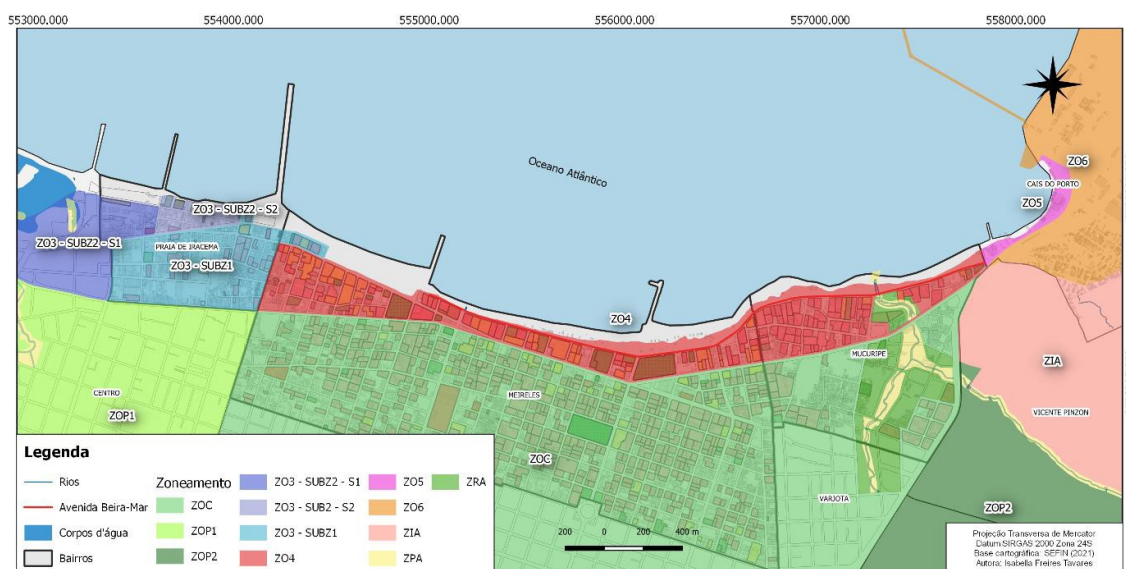 553000.000 554000.000 555000.000 556000.000 557000.000 558000.000
Oceano Atlântico
ZO6
CAIS DO PORTO
ZO5
ZO3 - SUBZ2 - S2
ZO3 - SUBZ2 - S1
PRAIA DE IRACEMA
ZO3 - SUBZ1
ZO4
MUCURIPE
ZIA
CENTRO
MEIRELES
ZOP1
VICENTE PINZON
ZOC
VARJOTA
ZOP2
Legenda
Rios
Avenida Beira-Mar
Corpos d'água
Bairros
Zoneamento
ZOC
ZOP1
ZOP2
ZO3 - SUBZ2 - S1
ZO3 - SUB2 - S2
ZO3 - SUBZ1
ZO4
ZO5
ZO6
ZIA
ZPA
ZRA
200 0 200 400 m
Projeção Transversa de Mercator
Datum SIRGAS 2000 Zona 24S
Base cartográfica: SEFIN (2021)
Autora: Isabella Freires Tavares